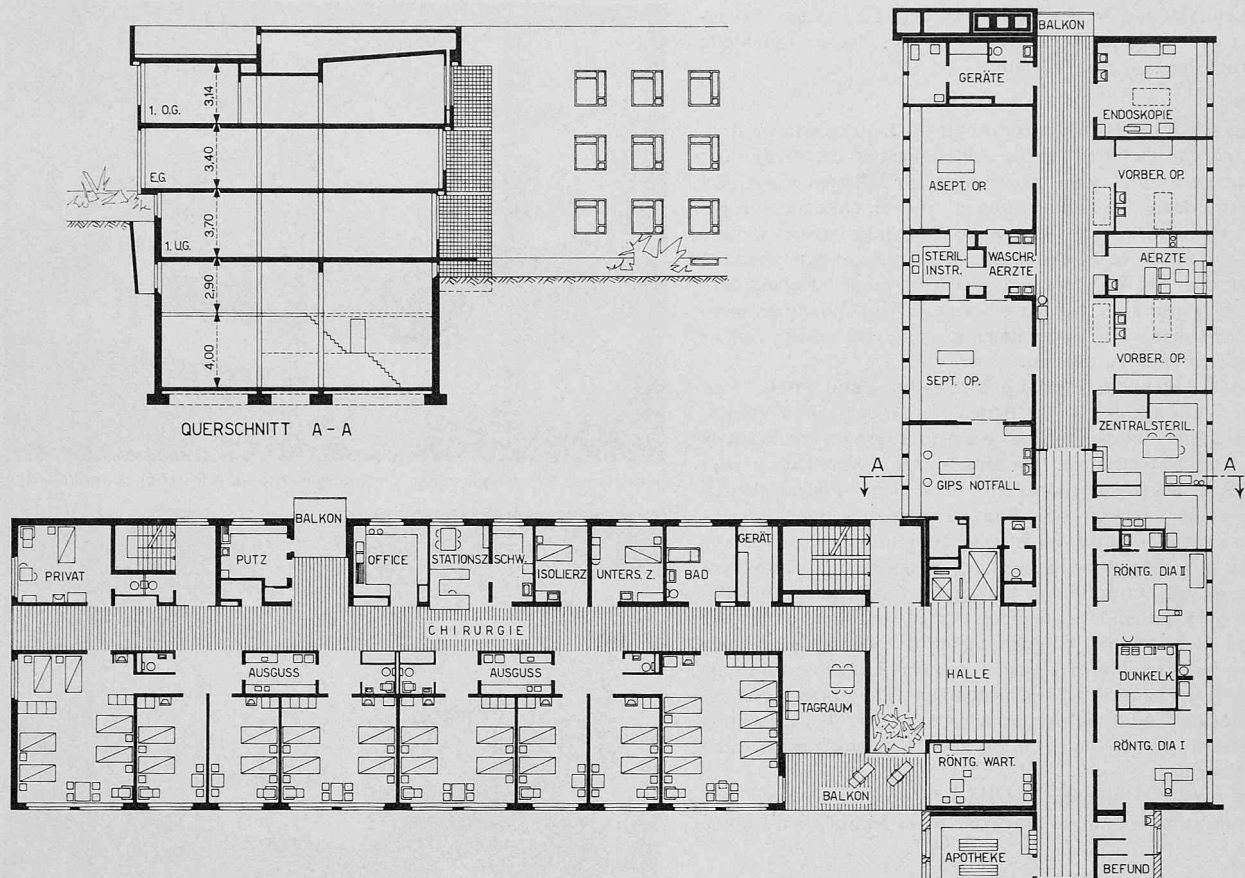 1. O.G.
3,14
E.G.
3,40
1. U.G.
3,70
2,90
4,00
QUERSCHNITT A - A
BALKON
GERÄTE
ENDOSKOPIE
ASEPT. OP.
VORBER. OP.
STERIL.
INSTR.
WASCHR.
AERZTE
AERZTE
SEPT. OP.
VORBER. OP.
ZENTRALSTERIL.
A
A
GIPS NOTFALL
BALKON
PRIVAT
PUTZ
OFFICE
STATIONSZ.
SCHW.
ISOLIERZ.
UNTERS. Z.
BAD
GERÄT.
RÖNTG. DIA II
CHIRURGIE
AUSGUSS
AUSGUSS
HALLE
DUNKELK.
TAGRAUM
RÖNTG. DIA I
RÖNTG. WART.
BALKON
APOTHEKE
BEFUND